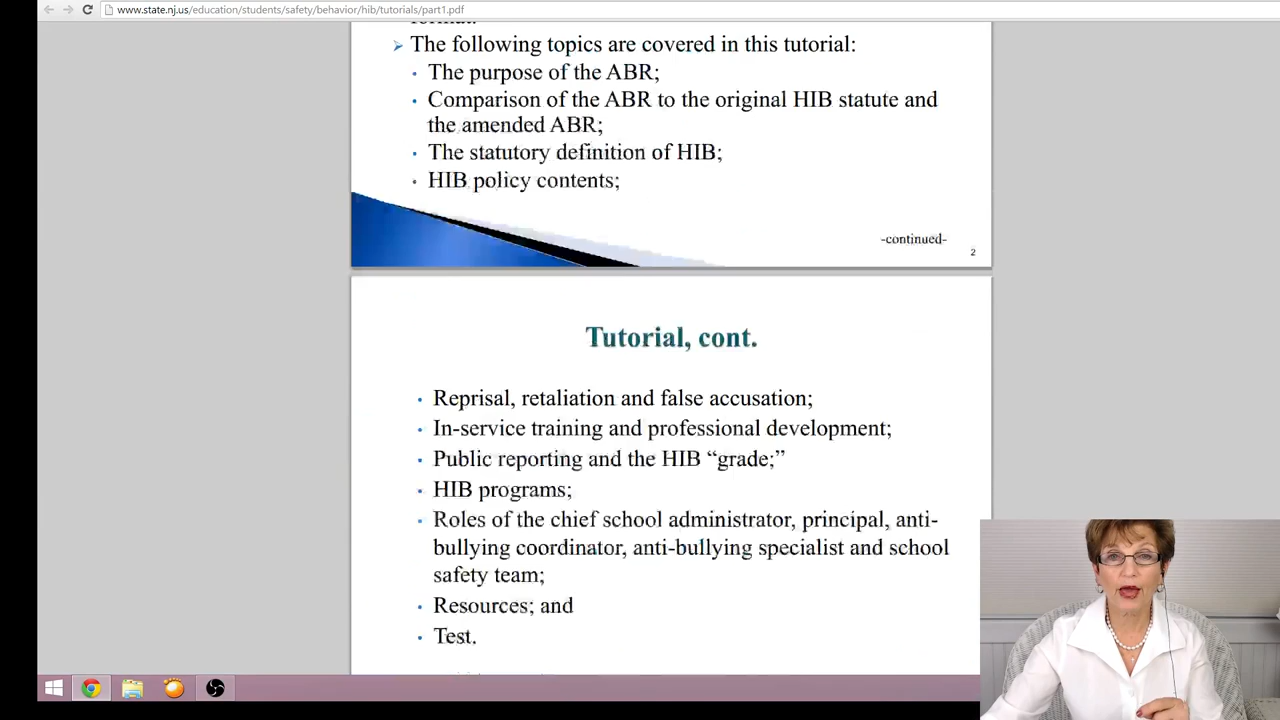 www.state.nj.us/education/students/safety/behavior/hib/tutorials/part1.pdf
format.
The following topics are covered in this tutorial:
The purpose of the ABR;
Comparison of the ABR to the original HIB statute and
the amended ABR;
The statutory definition of HIB;
HIB policy contents;
-continued-
2
Tutorial, cont.
Reprisal, retaliation and false accusation;
In-service training and professional development;
Public reporting and the HIB “grade;”
HIB programs;
Roles of the chief school administrator, principal, anti-
bullying coordinator, anti-bullying specialist and school
safety team;
Resources; and
Test.